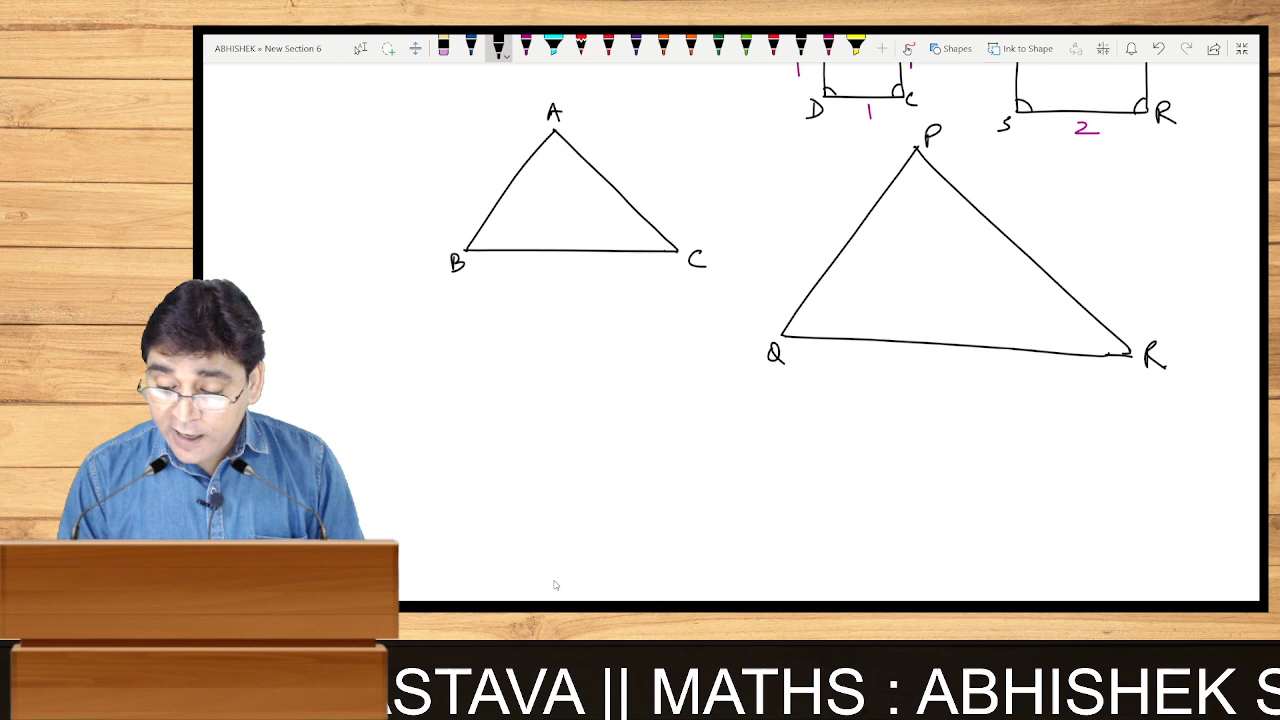 ABHISHEK » New Section 6
Shapes
Ink to Shape
D
1
C
S
2
R
A
B
C
P
Q
R
STAVA || MATHS : ABHISHEK S